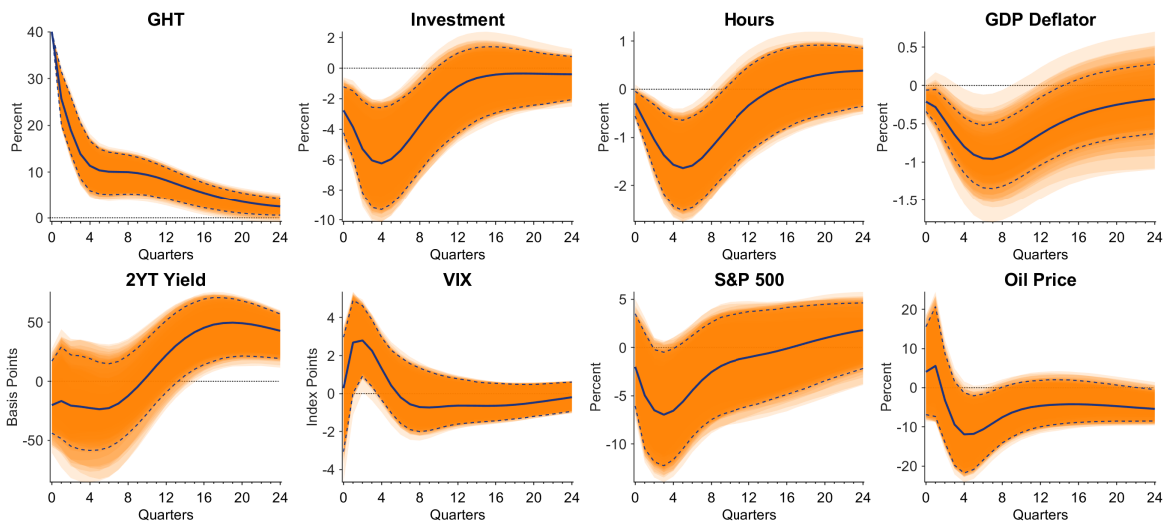 GHT
Investment
Hours
GDP Deflator
40
30
20
10
0
Percent
0 4 8 12 16 20 24
Quarters
2
0
-2
-4
-6
-8
-10
Percent
0 4 8 12 16 20 24
Quarters
1
0
-1
-2
Percent
0 4 8 12 16 20 24
Quarters
0.5
0
-0.5
-1
-1.5
Percent
0 4 8 12 16 20 24
Quarters
2YT Yield
VIX
S&P 500
Oil Price
50
0
-50
Basis Points
0 4 8 12 16 20 24
Quarters
4
2
0
-2
-4
Index Points
0 4 8 12 16 20 24
Quarters
5
0
-5
-10
Percent
0 4 8 12 16 20 24
Quarters
20
10
0
-10
-20
Percent
0 4 8 12 16 20 24
Quarters